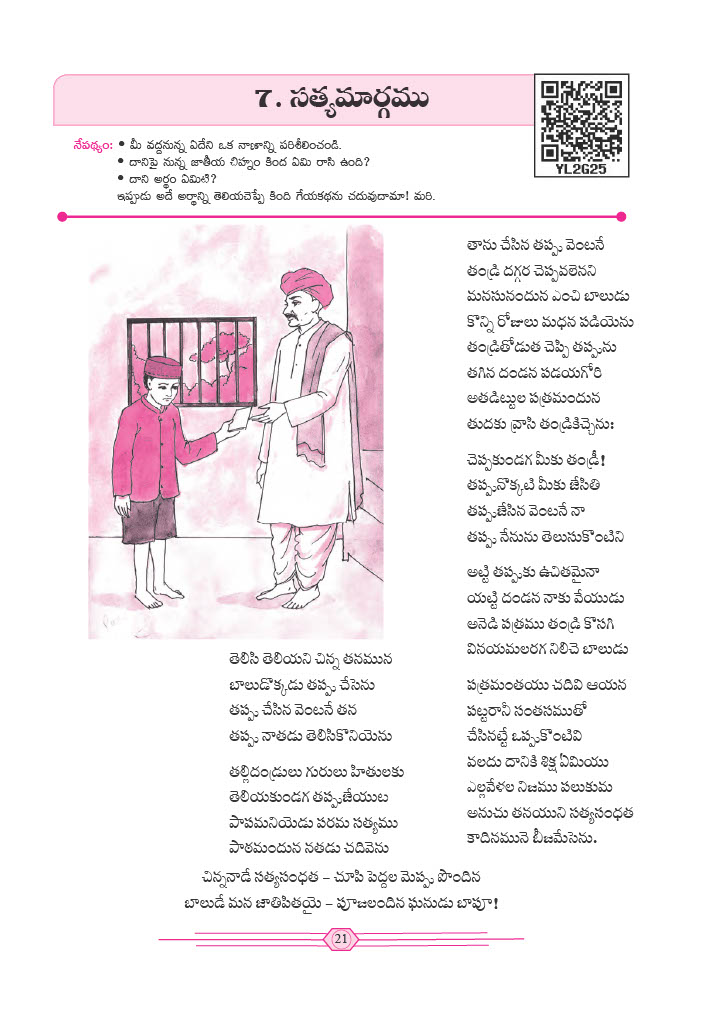 7. సత్యమార్గము
YL2G25
నేపథ్యం: • మీ వద్దనున్న ఏదేని ఒక నాణాన్ని పరిశీలించండి.
• దానిపై నున్న జాతీయ చిహ్నం కింద ఏమి రాసి ఉంది?
• దాని అర్థం ఏమిటి?
ఇప్పుడు అదే అర్థాన్ని తెలియచెప్పే కింది గేయకథను చదువుదామా! మరి.
తెలిసి తెలియని చిన్న తనమున
బాలుడొక్కడు తప్పు చేసెను
తప్పు చేసిన వెంటనే తన
తప్పు నాతడు తెలిసికొనియెను
తల్లిదండ్రులు గురులు హితులకు
తెలియకుండగ తప్పుజేయుట
పాపమనియెడు పరమ సత్యము
పాఠమందున నతడు చదివెను
తాను చేసిన తప్పు వెంటనే
తండ్రి దగ్గర చెప్పవలెనని
మనసునందున ఎంచి బాలుడు
కొన్ని రోజులు మధన పడియెను
తండ్రితోడుత చెప్పి తప్పును
తగిన దండన పడయగోరి
అతడిట్టుల పత్రమందున
తుదకు వ్రాసి తండ్రికిచ్చెను:
చెప్పకుండగ మీకు తండ్రీ!
తప్పునొక్కటి మీకు జేసితి
తప్పుజేసిన వెంటనే నా
తప్పు నేనును తెలుసుకొంటిని
అట్టి తప్పుకు ఉచితమైనా
యట్టి దండన నాకు వేయుడు
అనెడి పత్రము తండ్రి కొసగి
వినయమలరగ నిలిచె బాలుడు
పత్రమంతయు చదివి ఆయన
పట్టరానీ సంతసముతో
చేసినట్టే ఒప్పుకొంటివి
వలదు దానికి శిక్ష ఏమియు
ఎల్లవేళల నిజము పలుకుమ
అనుచు తనయుని సత్యసంధత
కాదినమునె బీజమేసెను.
చిన్ననాడే సత్యసంధత – చూపి పెద్దల మెప్పు పొందిన
బాలుడే మన జాతిపితయై – పూజలందిన ఘనుడు బాపూ!
21